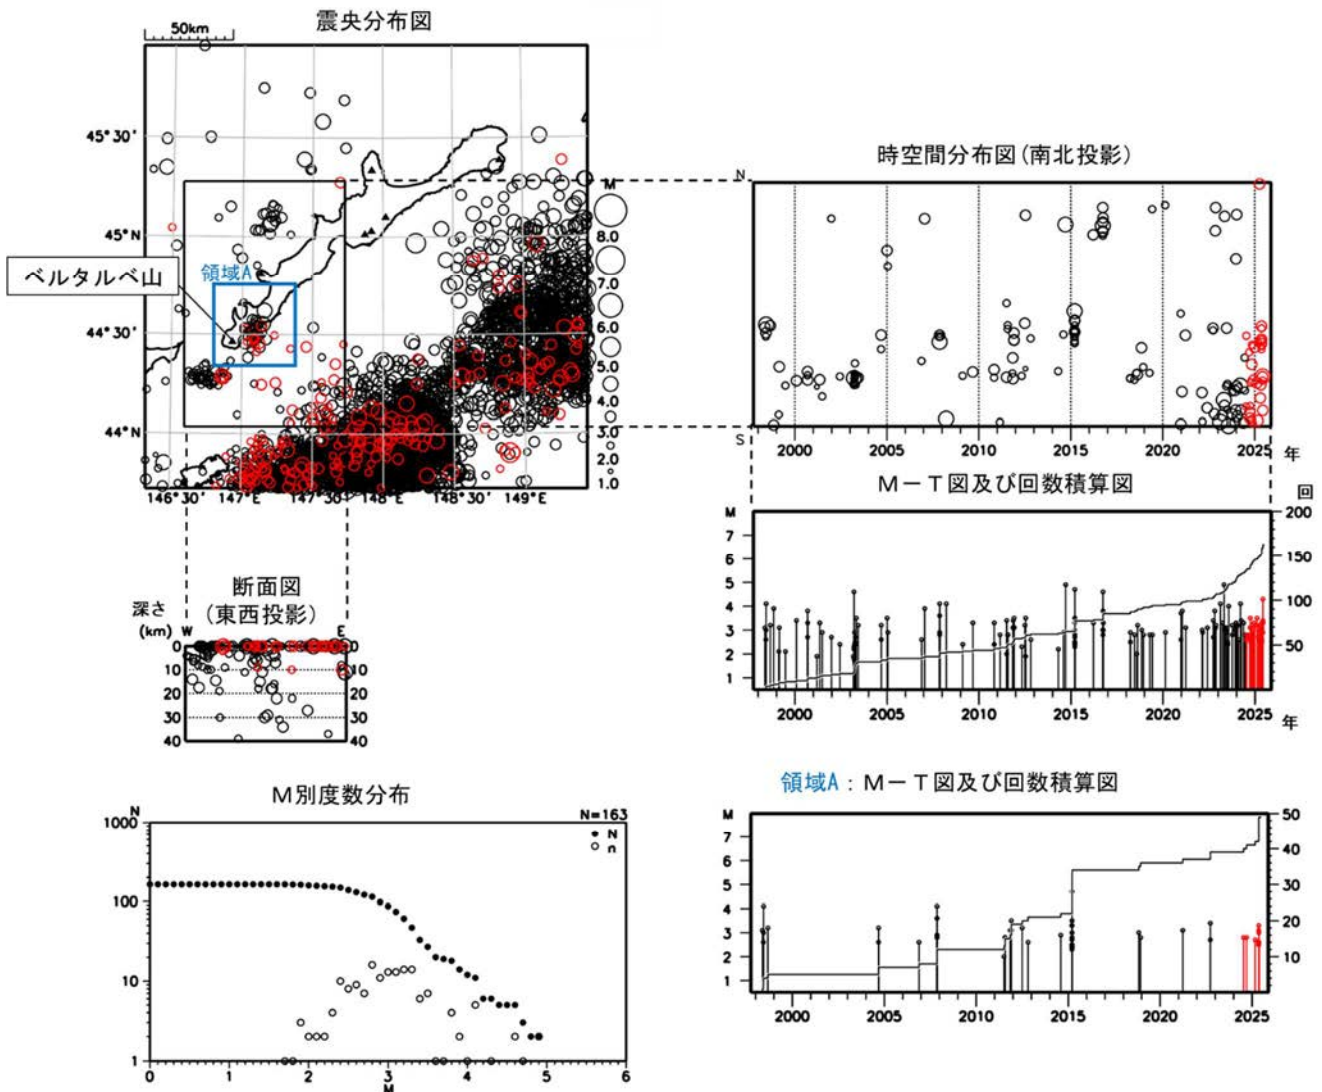 50km
震央分布図
45°30'
45°N
44°30'
44°N
146°30'
147°E
147°30'
148°E
148°30'
149°E
ベルタルベ山
領域A
M
8.0
7.0
6.0
5.0
4.0
3.0
2.0
1.0
時空間分布図(南北投影)
N
S
2000 2005 2010 2015 2020 2025
年
M－T図及び回数積算図
回
M
7
6
5
4
3
2
1
200
150
100
50
2000 2005 2010 2015 2020 2025
年
断面図
(東西投影)
深さ
(km)
W E
0 0
10 10
20 20
30 30
40 40
M別度数分布
N
N=163
N
n
1000
100
10
1
0 1 2 3 4 5 6
M
領域A：M－T図及び回数積算図
M
7
6
5
4
3
2
1
50
40
30
20
10
2000 2005 2010 2015 2020 2025